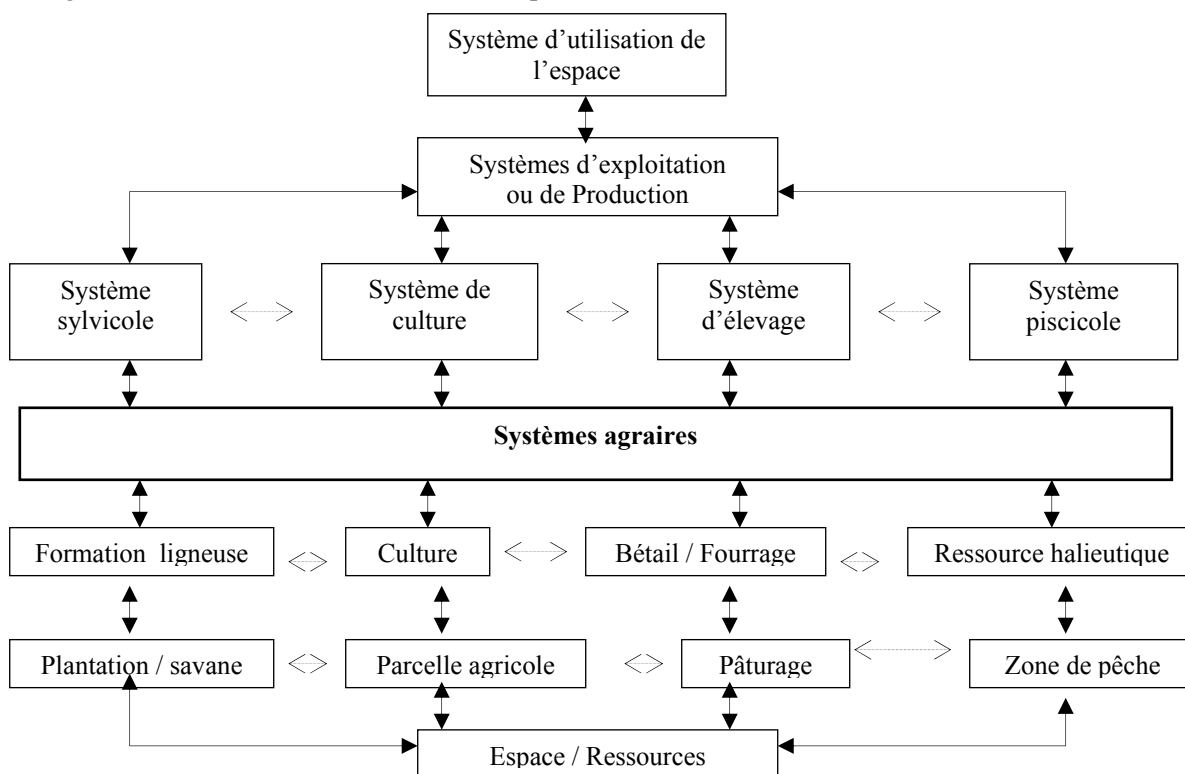 Système d'utilisation de
l'espace
Systèmes d'exploitation
ou de Production
Système
sylvicole
Système de
culture
Système
d'élevage
Système
piscicole
Systèmes agraires
Formation ligneuse
Culture
Bétail / Fourrage
Ressource halieutique
Plantation / savane
Parcelle agricole
Pâturage
Zone de pêche
Espace / Ressources